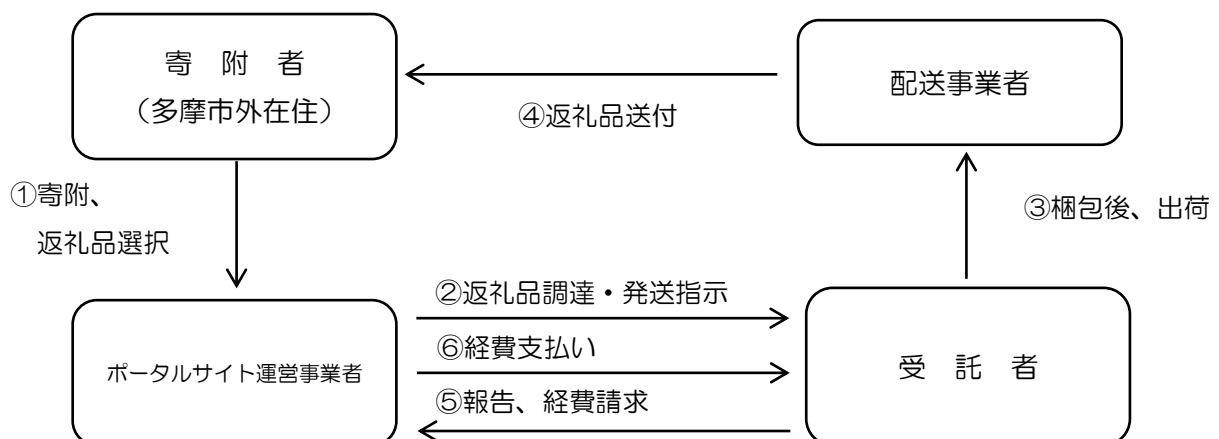 寄　附　者
（多摩市外在住）
配送事業者
④返礼品送付
①寄附、
返礼品選択
③梱包後、出荷
②返礼品調達・発送指示
⑥経費支払い
⑤報告、経費請求
ポータルサイト運営事業者
受　託　者